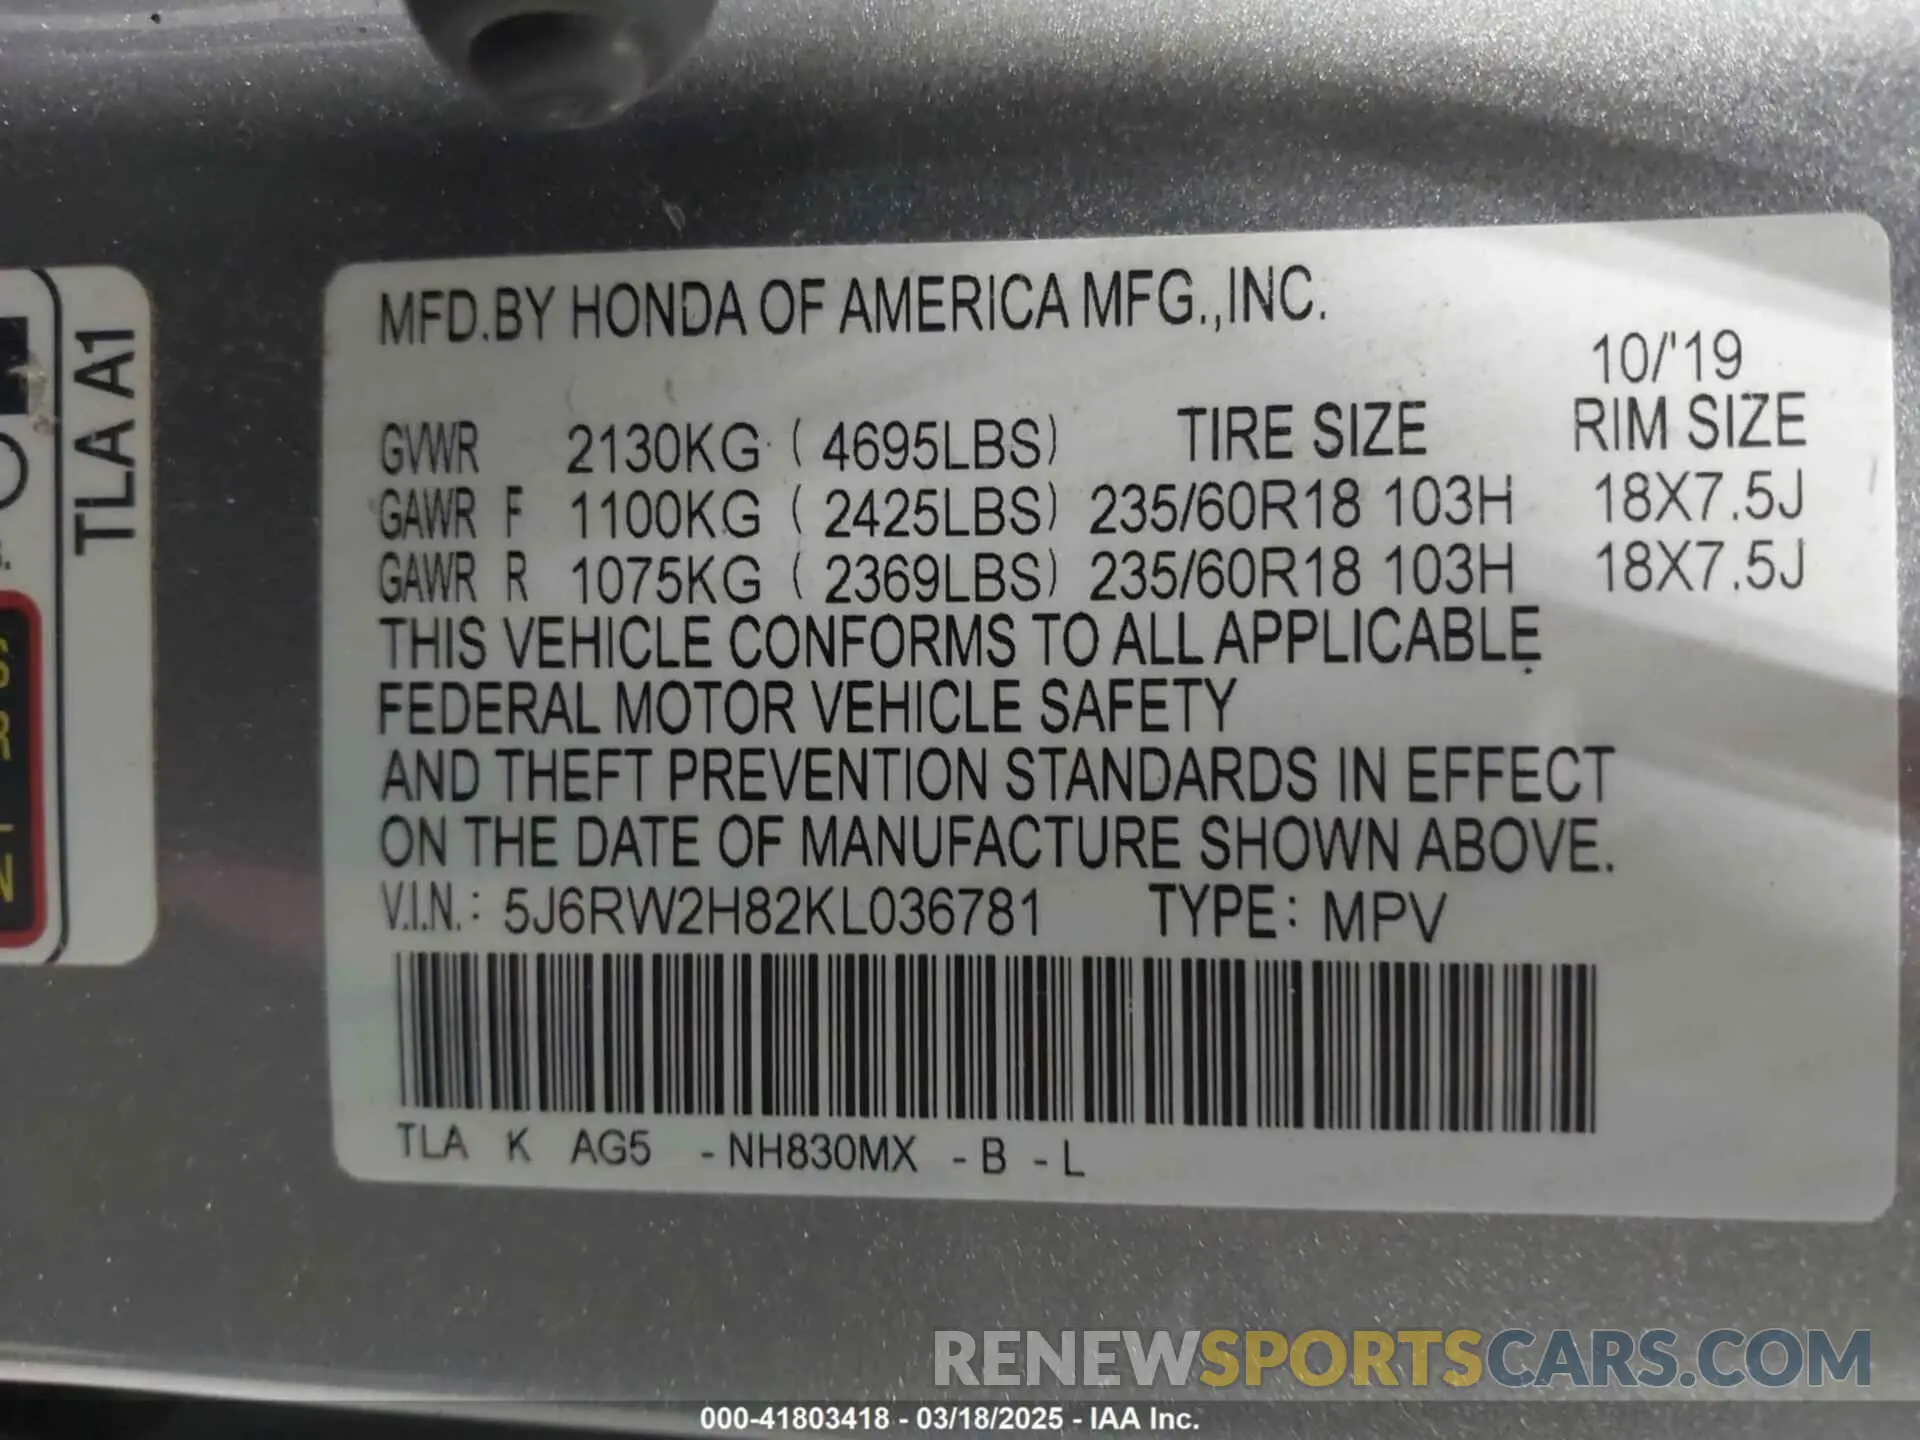 MFD.BY HONDA OF AMERICA MFG.,INC.
10/'19
GVWR 2130KG ( 4695LBS) TIRE SIZE RIM SIZE
GAWR F 1100KG ( 2425LBS) 235/60R18 103H 18X7.5J
GAWR R 1075KG ( 2369LBS) 235/60R18 103H 18X7.5J
THIS VEHICLE CONFORMS TO ALL APPLICABLE
FEDERAL MOTOR VEHICLE SAFETY
AND THEFT PREVENTION STANDARDS IN EFFECT
ON THE DATE OF MANUFACTURE SHOWN ABOVE.
V.I.N.: 5J6RW2H82KL036781 TYPE: MPV
TLA K AG5 -NH830MX -B -L
TLA A1
RENEWSPORTSCARS.COM
000-41803418 - 03/18/2025 - IAA Inc.